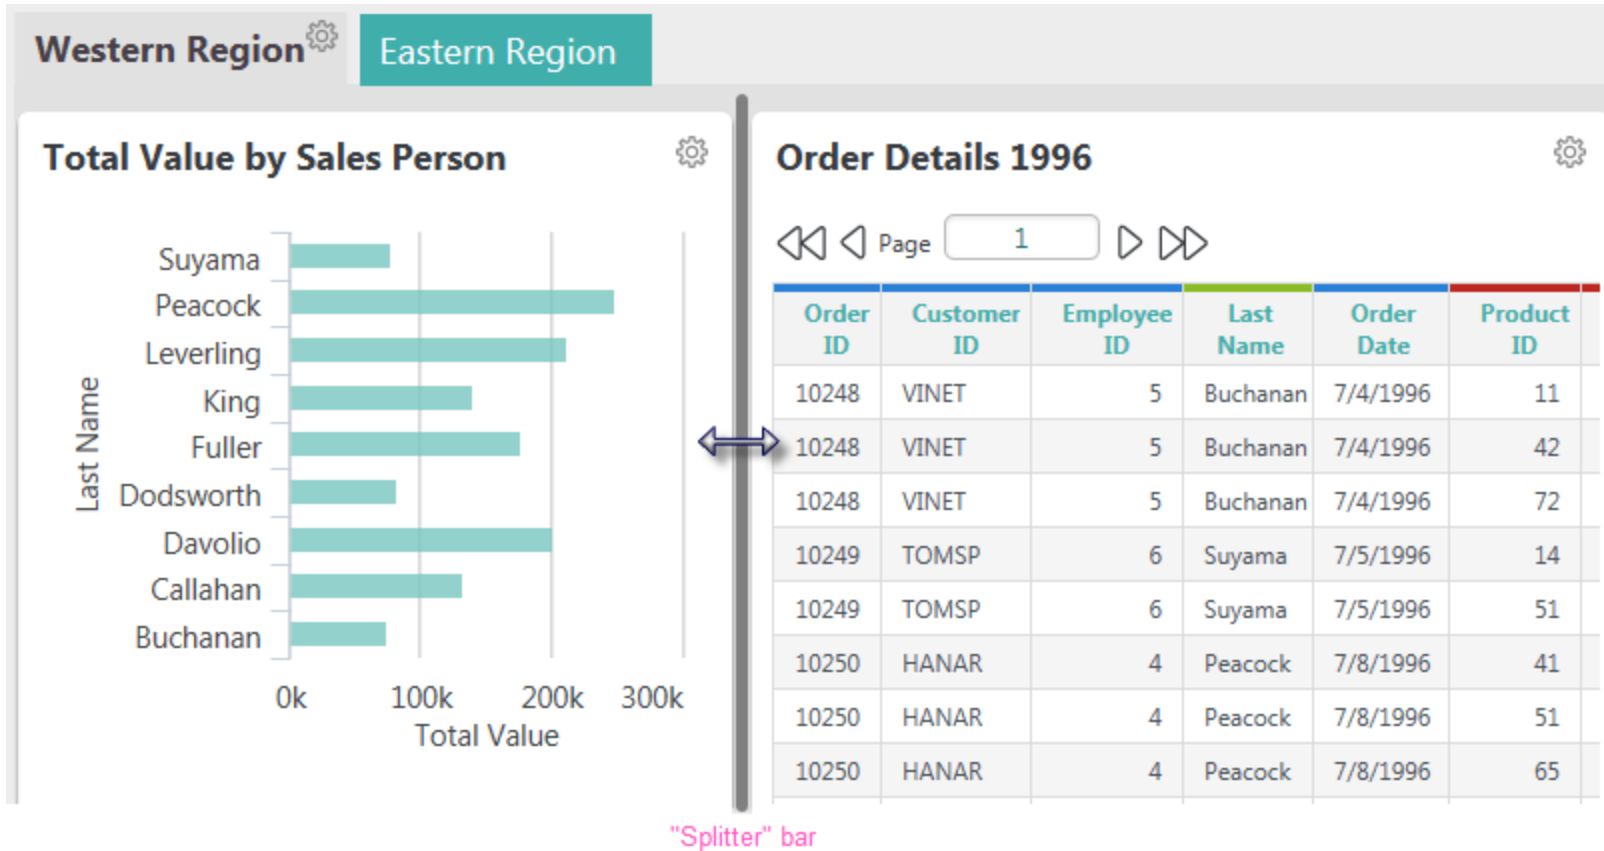 Western Region
Eastern Region
Total Value by Sales Person
Last Name
Suyama
Peacock
Leverling
King
Fuller
Dodsworth
Davolio
Callahan
Buchanan
0k 100k 200k 300k
Total Value
Order Details 1996
Page 1
Order ID Customer ID Employee ID Last Name Order Date Product ID
10248 VINET 5 Buchanan 7/4/1996 11
10248 VINET 5 Buchanan 7/4/1996 42
10248 VINET 5 Buchanan 7/4/1996 72
10249 TOMSP 6 Suyama 7/5/1996 14
10249 TOMSP 6 Suyama 7/5/1996 51
10250 HANAR 4 Peacock 7/8/1996 41
10250 HANAR 4 Peacock 7/8/1996 51
10250 HANAR 4 Peacock 7/8/1996 65
"Splitter" bar